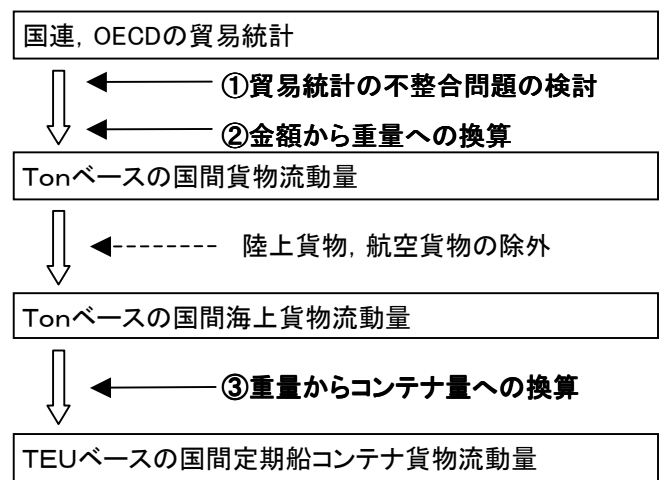 国連，OECDの貿易統計
①貿易統計の不整合問題の検討
②金額から重量への換算
Tonベースの国間貨物流動量
陸上貨物，航空貨物の除外
Tonベースの国間海上貨物流動量
③重量からコンテナ量への換算
TEUベースの国間定期船コンテナ貨物流動量